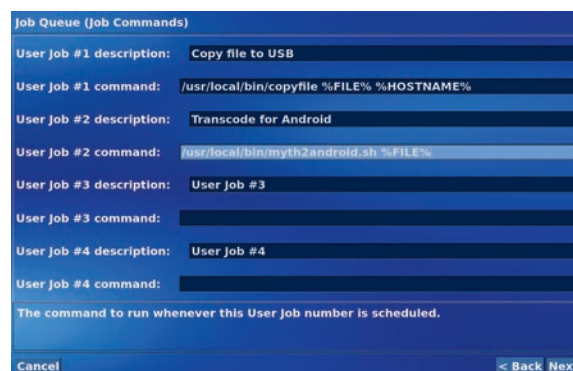 Job Queue (Job Commands)
User Job #1 description: Copy file to USB
User Job #1 command: /usr/local/bin/copyfile %FILE% %HOSTNAME%
User Job #2 description: Transcode for Android
User Job #2 command: /usr/local/bin/myth2android.sh %FILE%
User Job #3 description: User Job #3
User Job #3 command:
User Job #4 description: User Job #4
User Job #4 command:
The command to run whenever this User Job number is scheduled.
Cancel < Back Nex